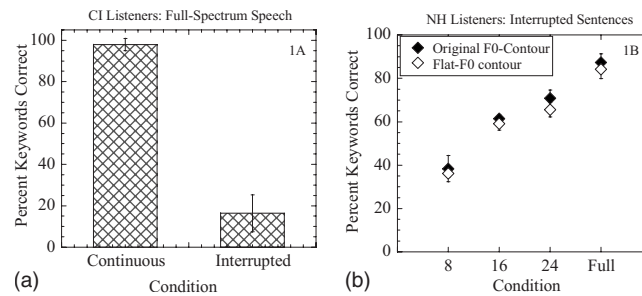 CI Listeners: Full-Spectrum Speech
1A
Percent Keywords Correct
100
80
60
40
20
0
Continuous Interrupted
Condition
(a)
NH Listeners: Interrupted Sentences
1B
Original F0-Contour
Flat-F0 contour
Percent Keywords Correct
100
80
60
40
20
0
8 16 24 Full
Condition
(b)